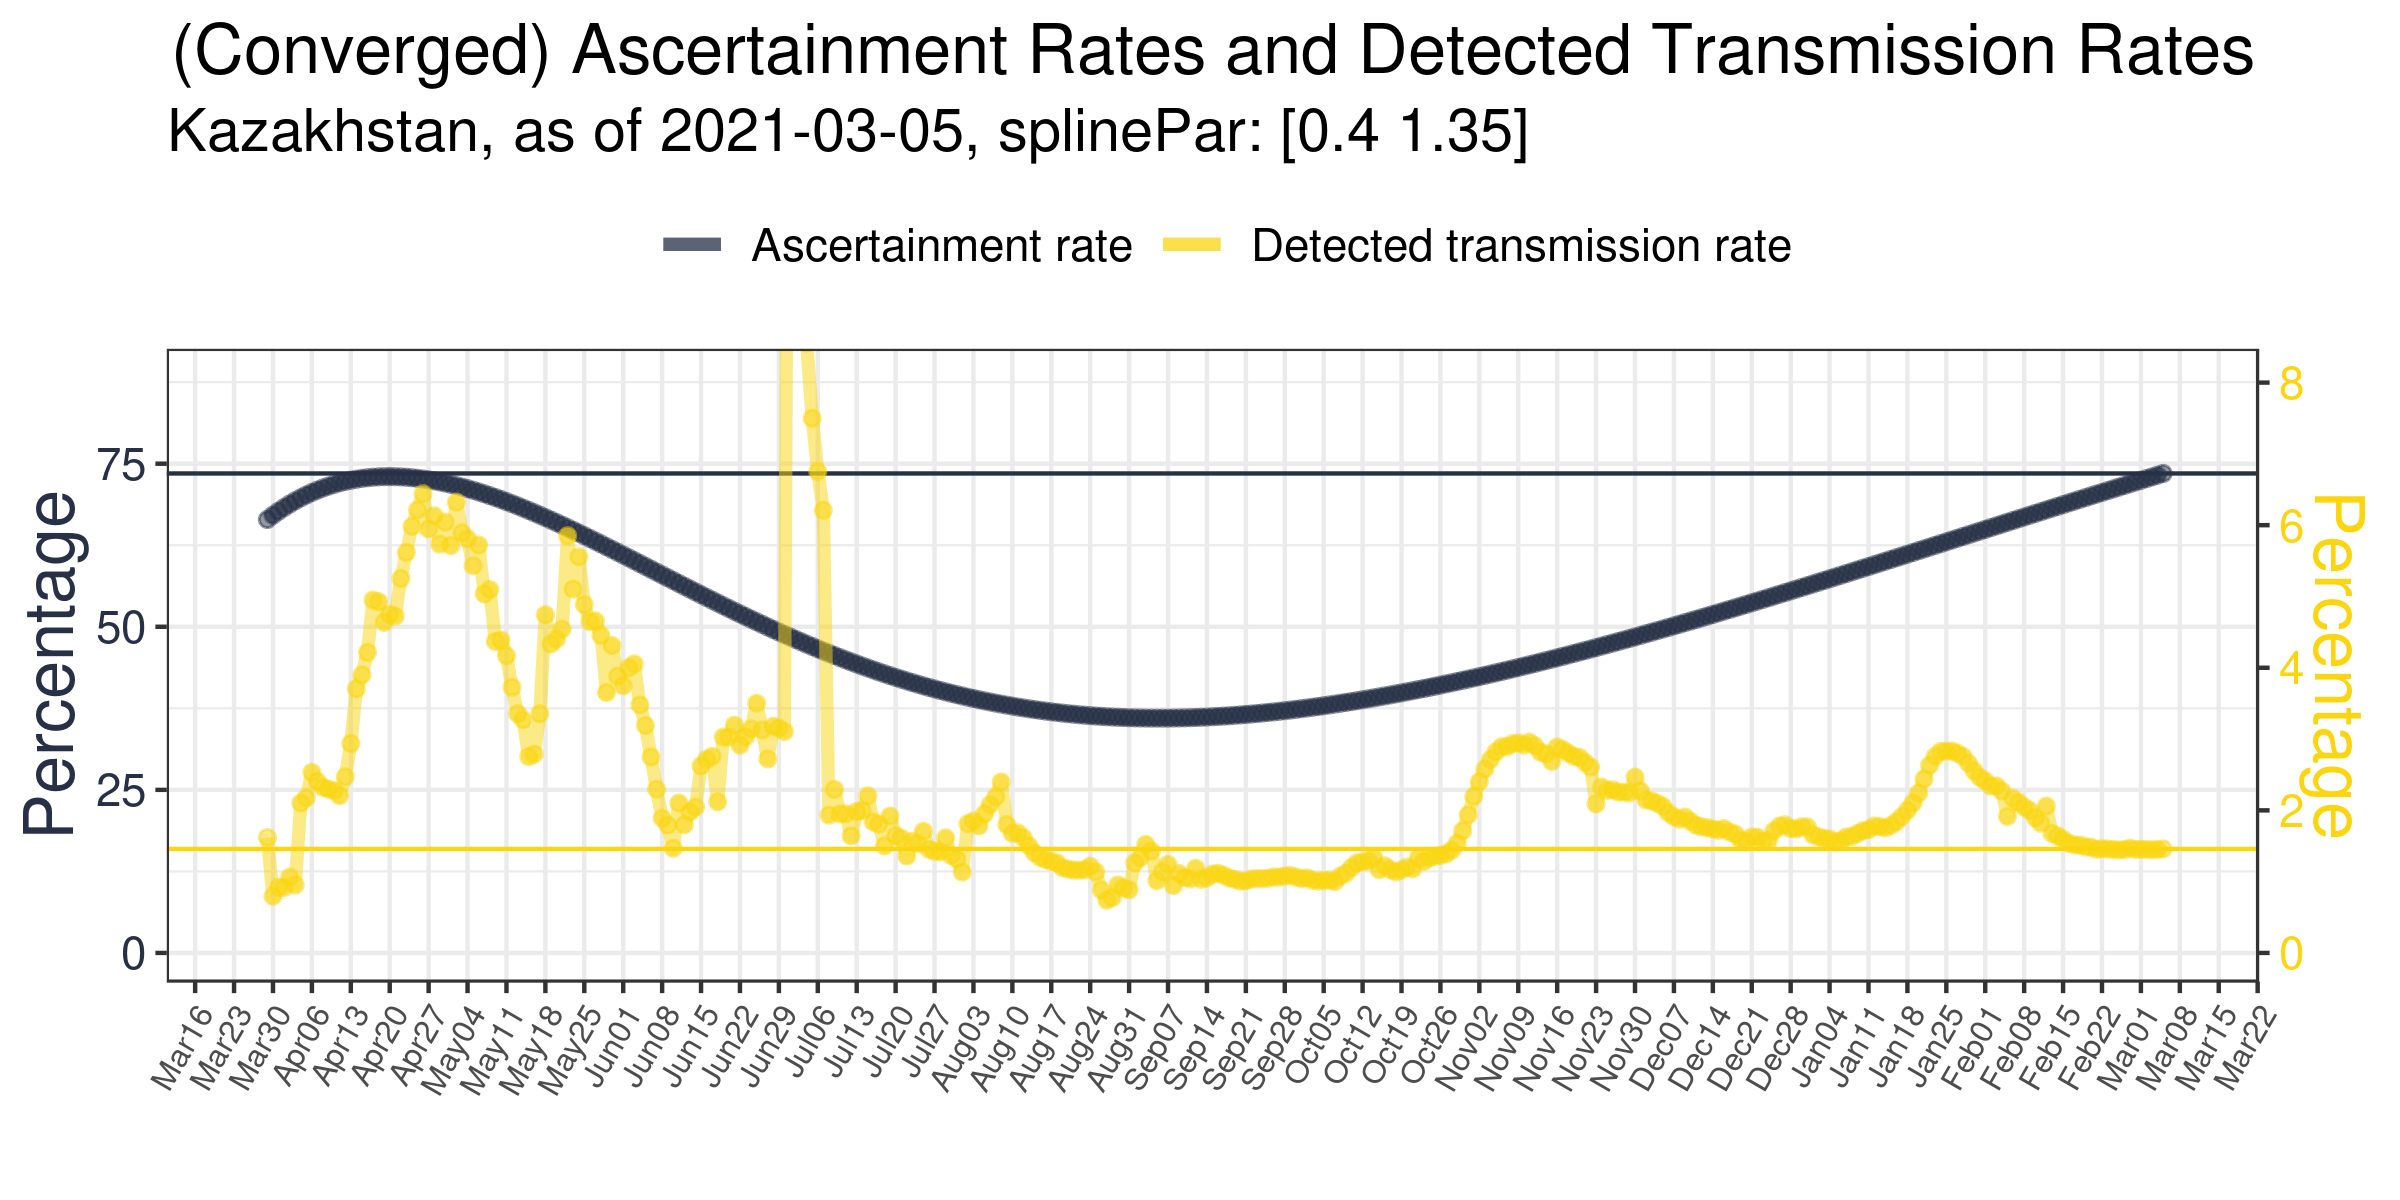 (Converged) Ascertainment Rates and Detected Transmission Rates
Kazakhstan, as of 2021-03-05, splinePar: [0.4 1.35]
Ascertainment rate Detected transmission rate
Percentage
75
50
25
0
8
6
4
2
0
Percentage
Mar16 Mar23 Mar30 Apr06 Apr13 Apr20 Apr27 May04 May11 May18 May25 Jun01 Jun08 Jun15 Jun22 Jun29 Jul06 Jul13 Jul20 Jul27 Aug03 Aug10 Aug17 Aug24 Aug31 Sep07 Sep14 Sep21 Sep28 Oct05 Oct12 Oct19 Oct26 Nov02 Nov09 Nov16 Nov23 Nov30 Dec07 Dec14 Dec21 Dec28 Jan04 Jan11 Jan18 Jan25 Feb01 Feb08 Feb15 Feb22 Mar01 Mar08 Mar15 Mar22